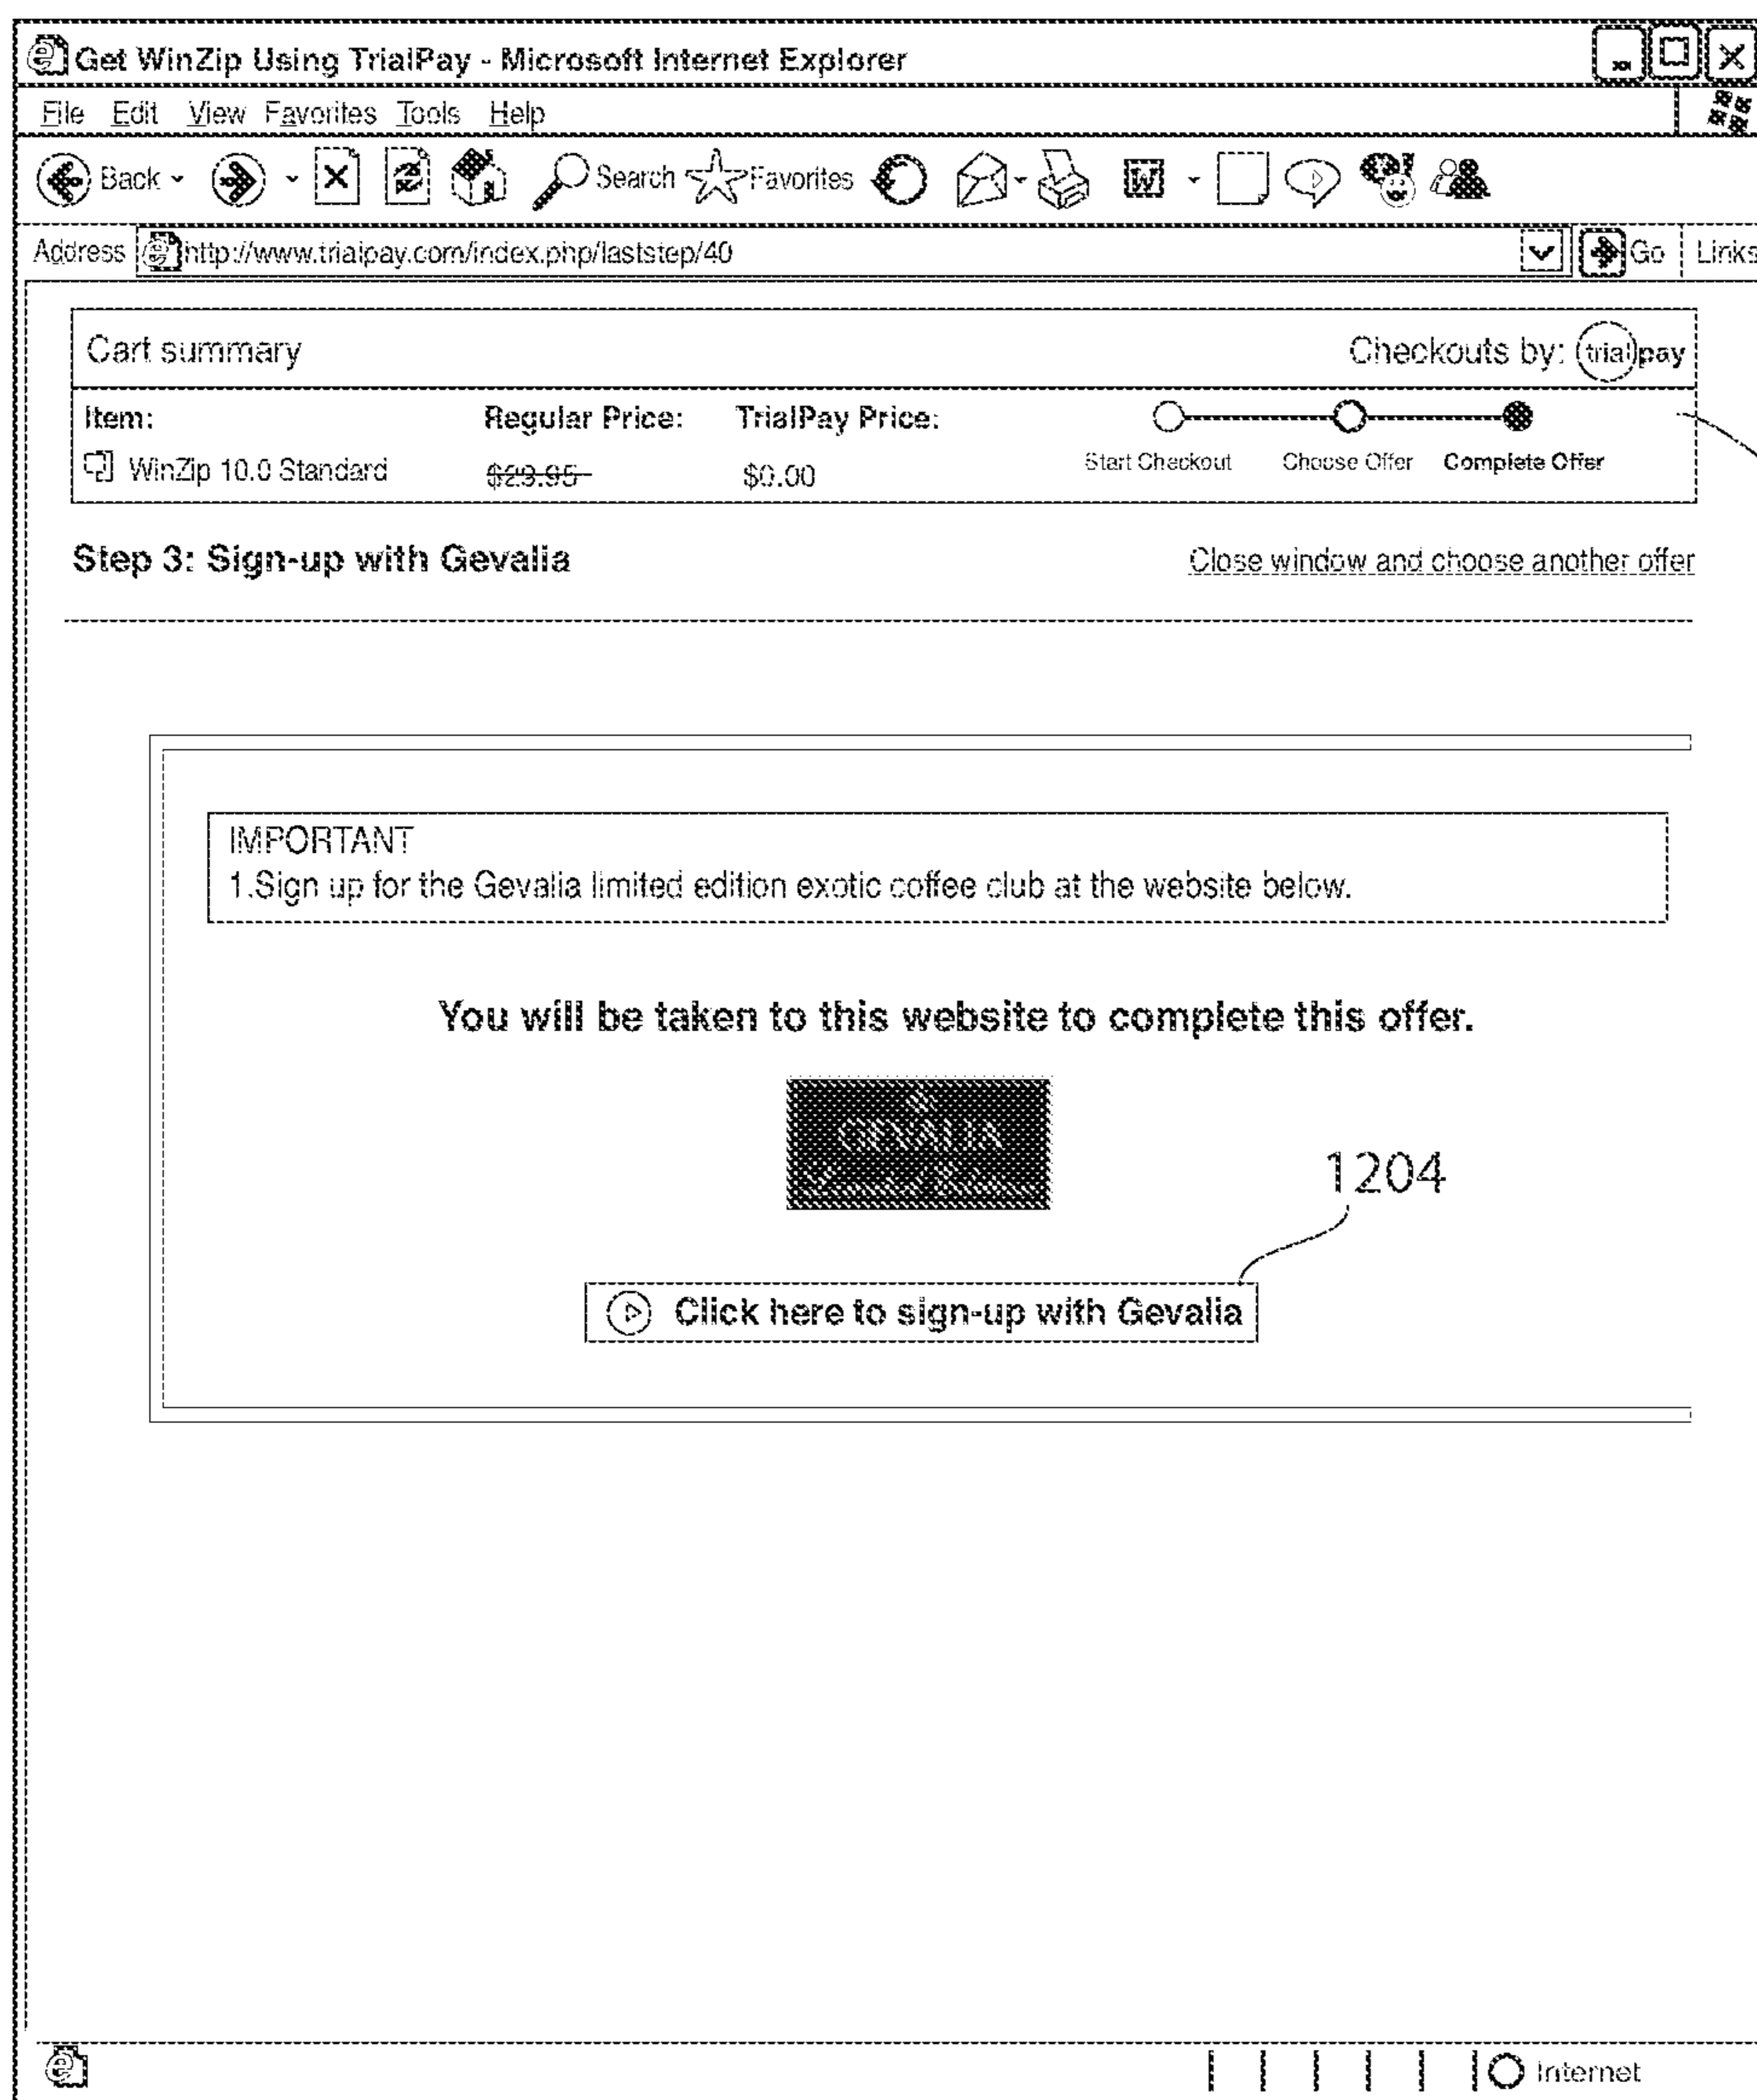 Get WinZip Using TrialPay - Microsoft Internet Explorer
File Edit View Favorites Tools Help
Back Search Favorites W
Address http://www.trialpay.com/index.php/laststep/40 Go Links
Cart summary Checkouts by: trialpay
Item: Regular Price: TrialPay Price:
Start Checkout Choose Offer Complete Offer
WinZip 10.0 Standard $29.95 $0.00
Step 3: Sign-up with Gevalia Close window and choose another offer
IMPORTANT
1.Sign up for the Gevalia limited edition exotic coffee club at the website below.
You will be taken to this website to complete this offer.
GEVALIA
1204
Click here to sign-up with Gevalia
Internet